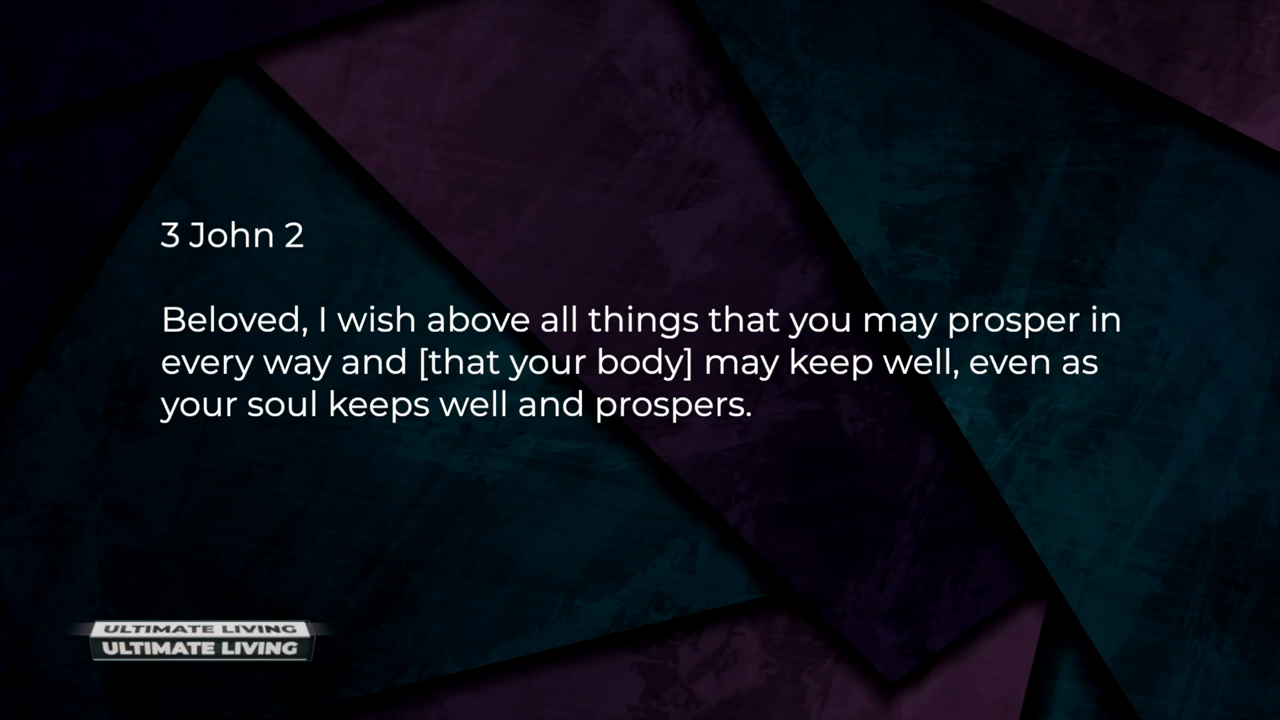 3 John 2
Beloved, I wish above all things that you may prosper in
every way and [that your body] may keep well, even as
your soul keeps well and prospers.
ULTIMATE LIVING
ULTIMATE LIVING